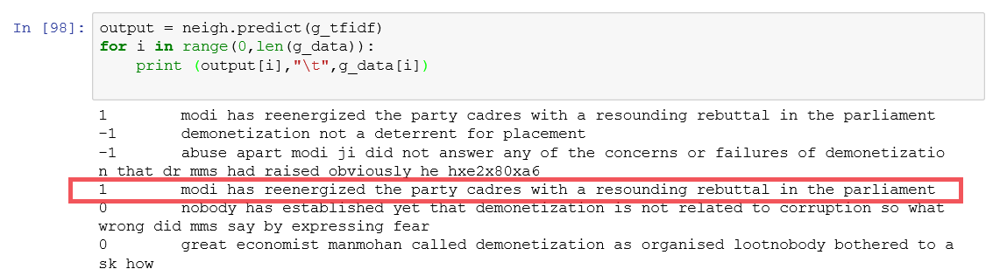 In [98]: output = neigh.predict(g_tfidf)
for i in range(0,len(g_data)):
print (output[i],"\t",g_data[i])
1 modi has reenergized the party cadres with a resounding rebuttal in the parliament
-1 demonetization not a deterrent for placement
-1 abuse apart modi ji did not answer any of the concerns or failures of demonetizatio
n that dr mms had raised obviously he hxe2x80xa6
1 modi has reenergized the party cadres with a resounding rebuttal in the parliament
0 nobody has established yet that demonetization is not related to corruption so what
wrong did mms say by expressing fear
0 great economist manmohan called demonetization as organised lootnobody bothered to a
sk how